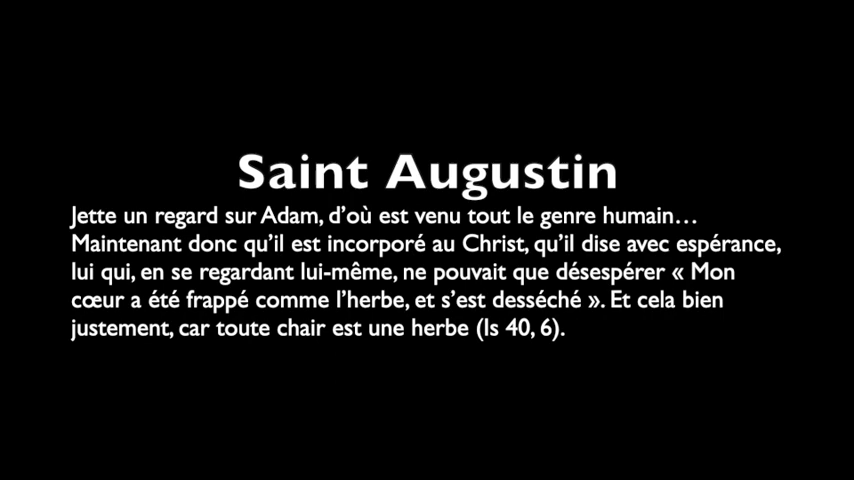 Saint Augustin
Jette un regard sur Adam, d’où est venu tout le genre humain…
Maintenant donc qu’il est incorporé au Christ, qu’il dise avec espérance,
lui qui, en se regardant lui-même, ne pouvait que désespérer « Mon
cœur a été frappé comme l’herbe, et s’est desséché ». Et cela bien
justement, car toute chair est une herbe (Is 40, 6).